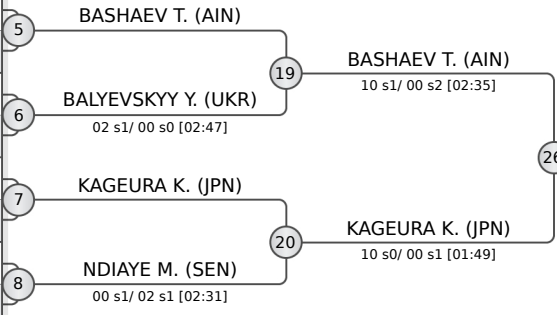 BASHAEV T. (AIN)
5
19
BASHAEV T. (AIN)
10 s1/ 00 s2 [02:35]
BALYEVSKYY Y. (UKR)
6
02 s1/ 00 s0 [02:47]
26
KAGEURA K. (JPN)
7
20
KAGEURA K. (JPN)
10 s0/ 00 s1 [01:49]
NDIAYE M. (SEN)
8
00 s1/ 02 s1 [02:31]